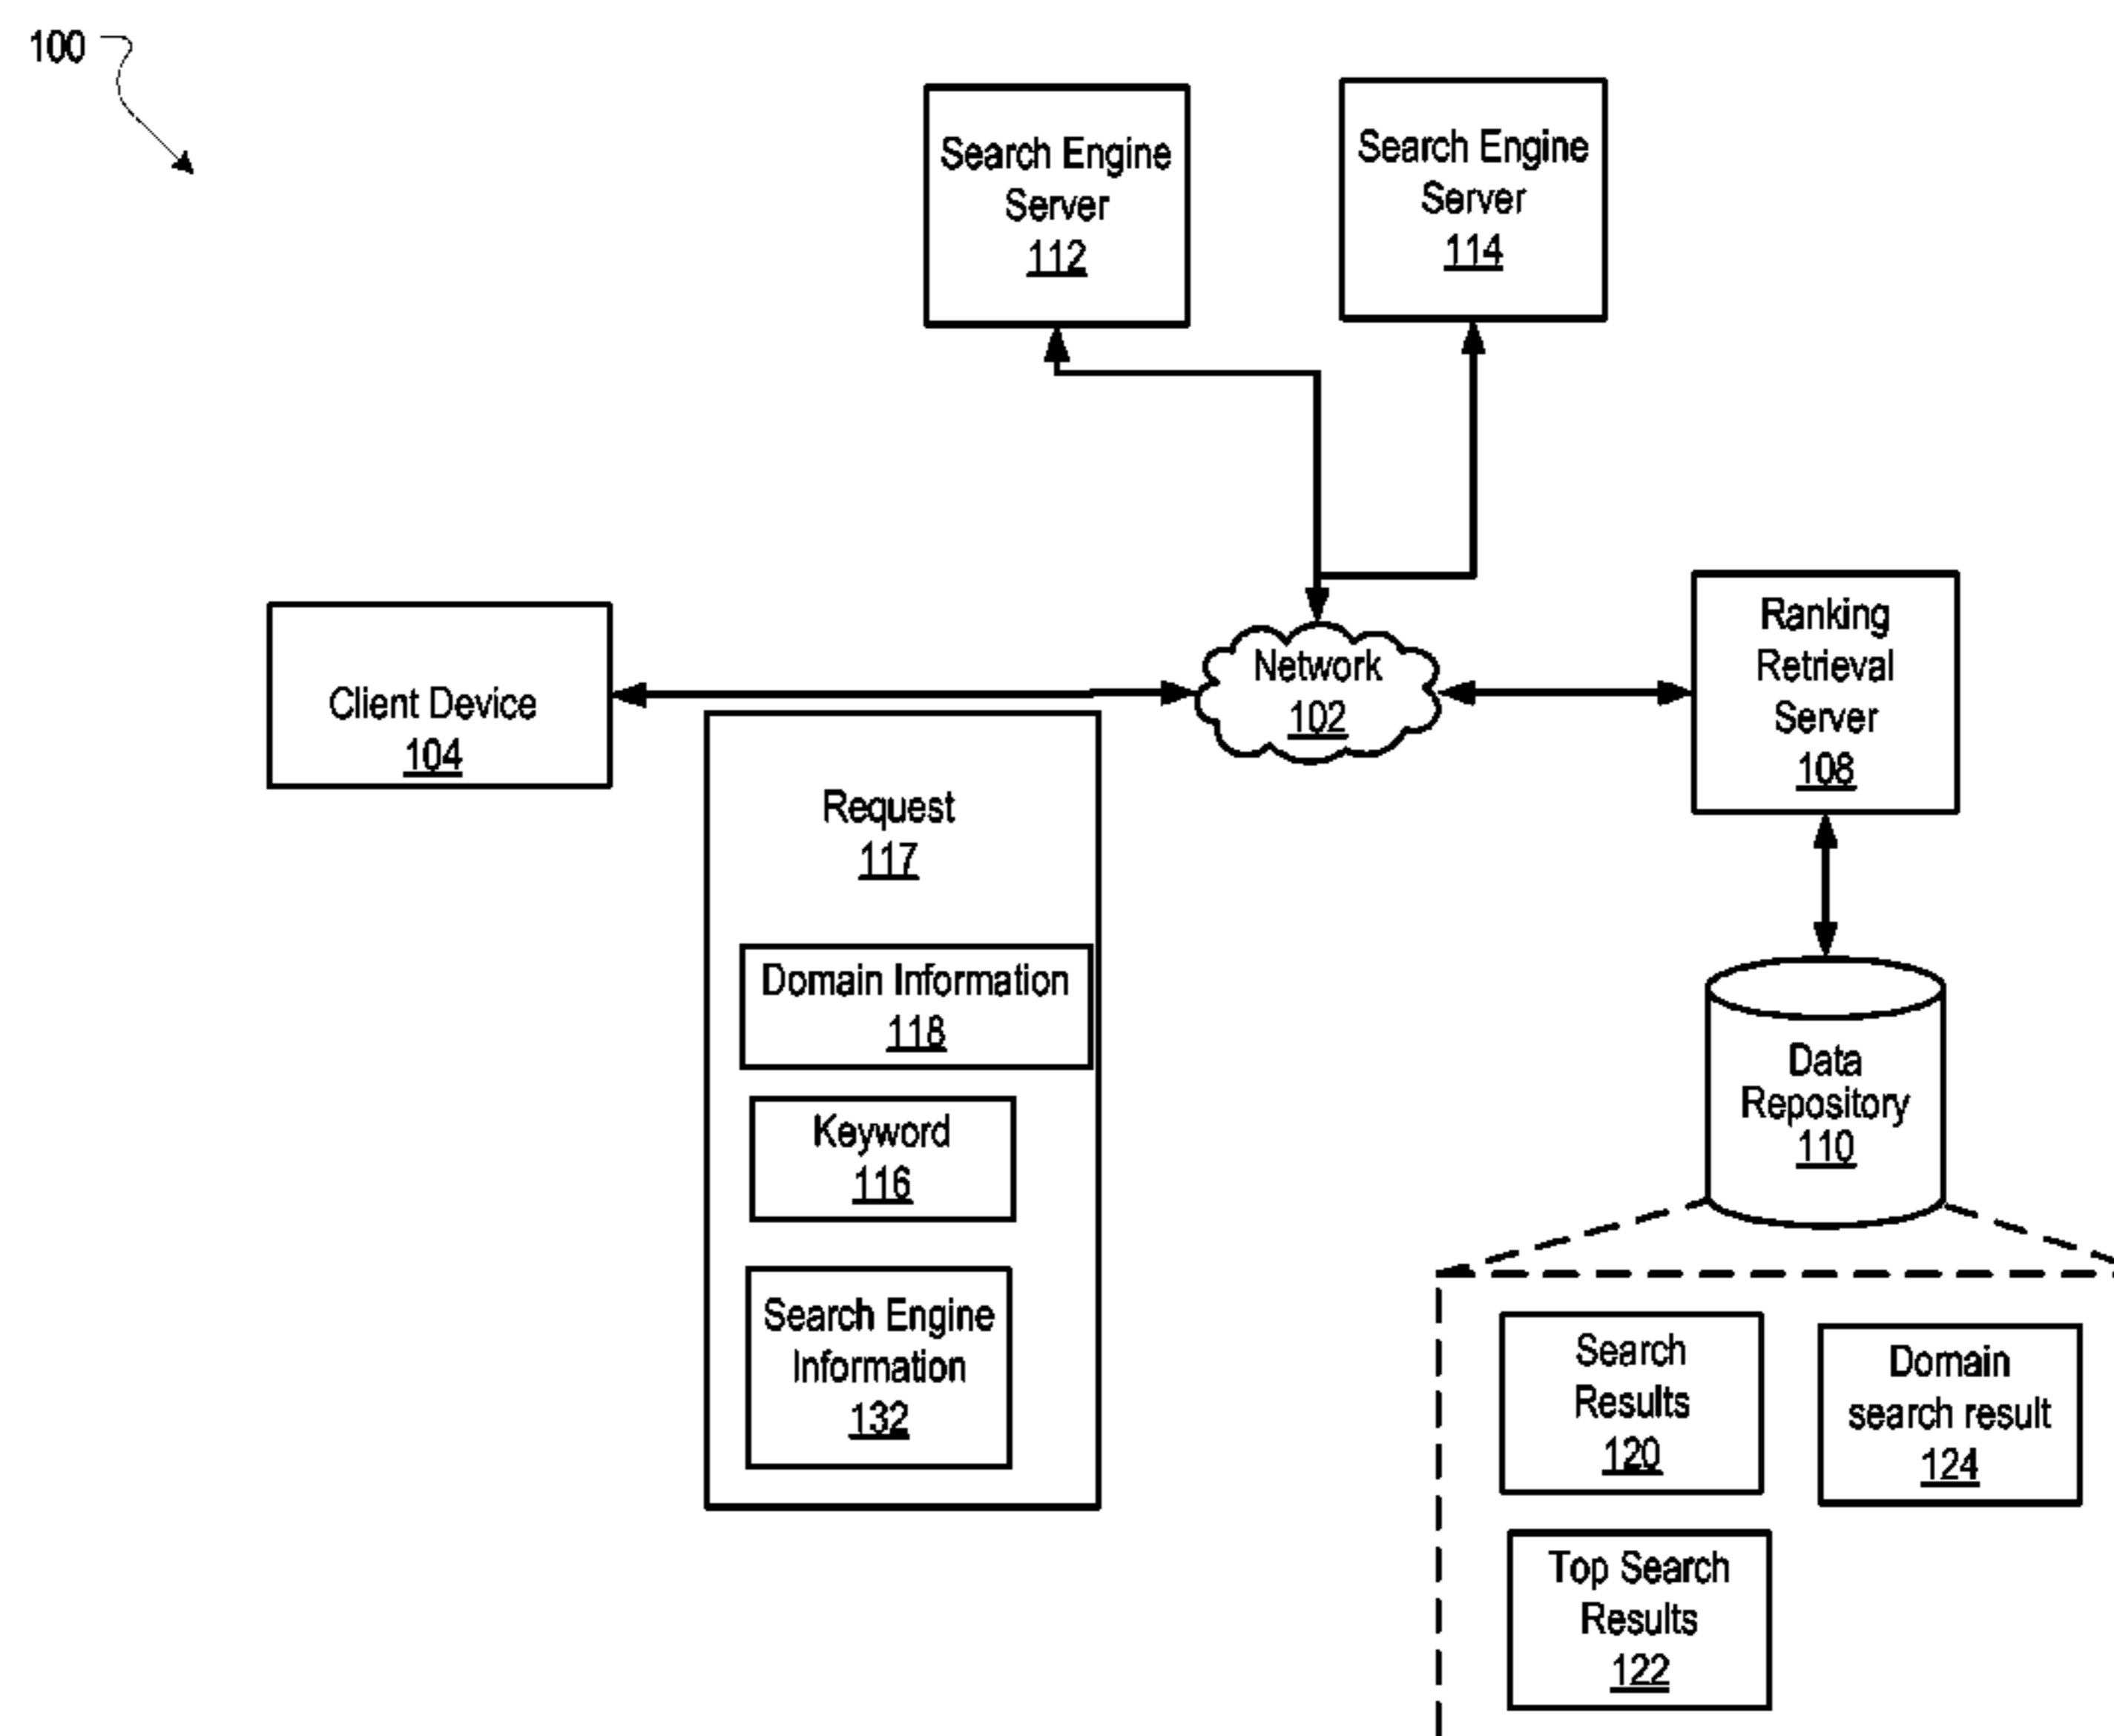 100
Search Engine
Server
112
Search Engine
Server
114
Client Device
104
Network
102
Ranking
Retrieval
Server
108
Request
117
Domain Information
118
Keyword
116
Search Engine
Information
132
Data
Repository
110
Search
Results
120
Domain
search result
124
Top Search
Results
122